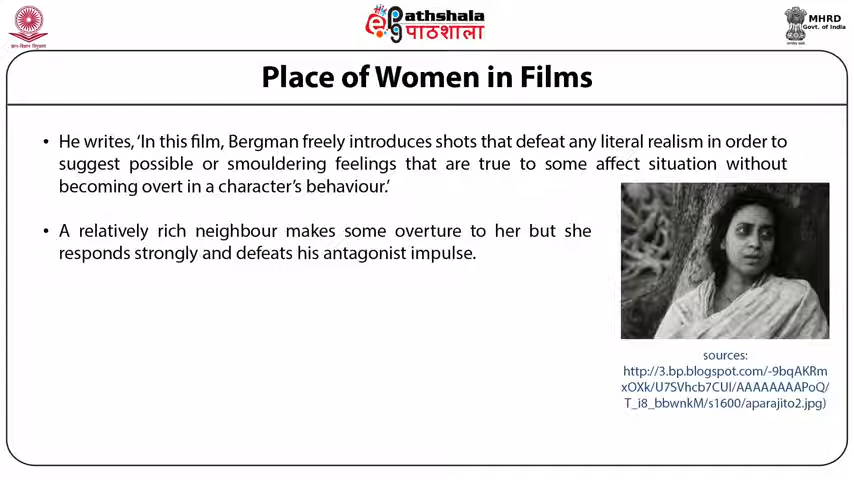 Pathshala
पाठशाला
MHRD
Govt. of India
Place of Women in Films
• He writes, ‘In this film, Bergman freely introduces shots that defeat any literal realism in order to
suggest possible or smouldering feelings that are true to some affect situation without
becoming overt in a character’s behaviour.’
• A relatively rich neighbour makes some overture to her but she
responds strongly and defeats his antagonist impulse.
sources:
http://3.bp.blogspot.com/-9bqAKRm
xOXk/U7SVhcb7CUI/AAAAAAAAPoQ/
T_i8_bbwnkM/s1600/aparajito2.jpg)